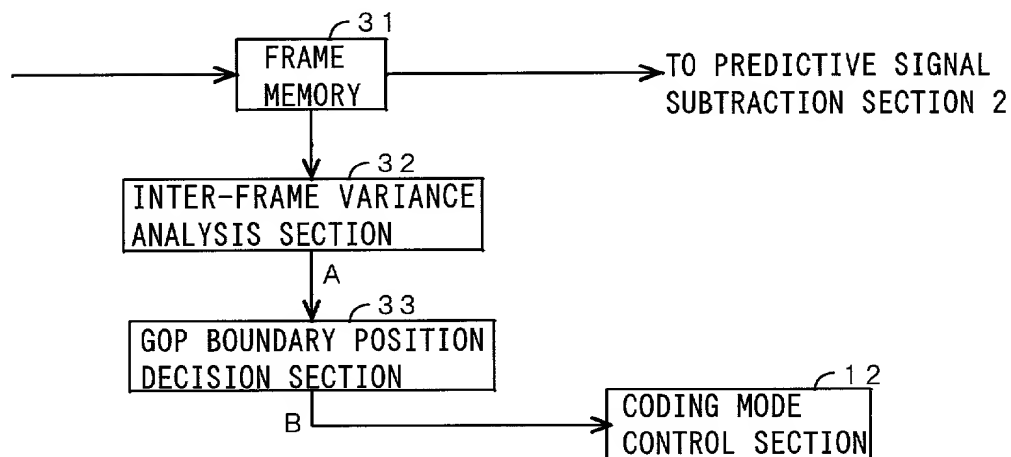 31
FRAME
MEMORY
TO PREDICTIVE SIGNAL
SUBTRACTION SECTION 2
32
INTER-FRAME VARIANCE
ANALYSIS SECTION
A
33
GOP BOUNDARY POSITION
DECISION SECTION
B
12
CODING MODE
CONTROL SECTION